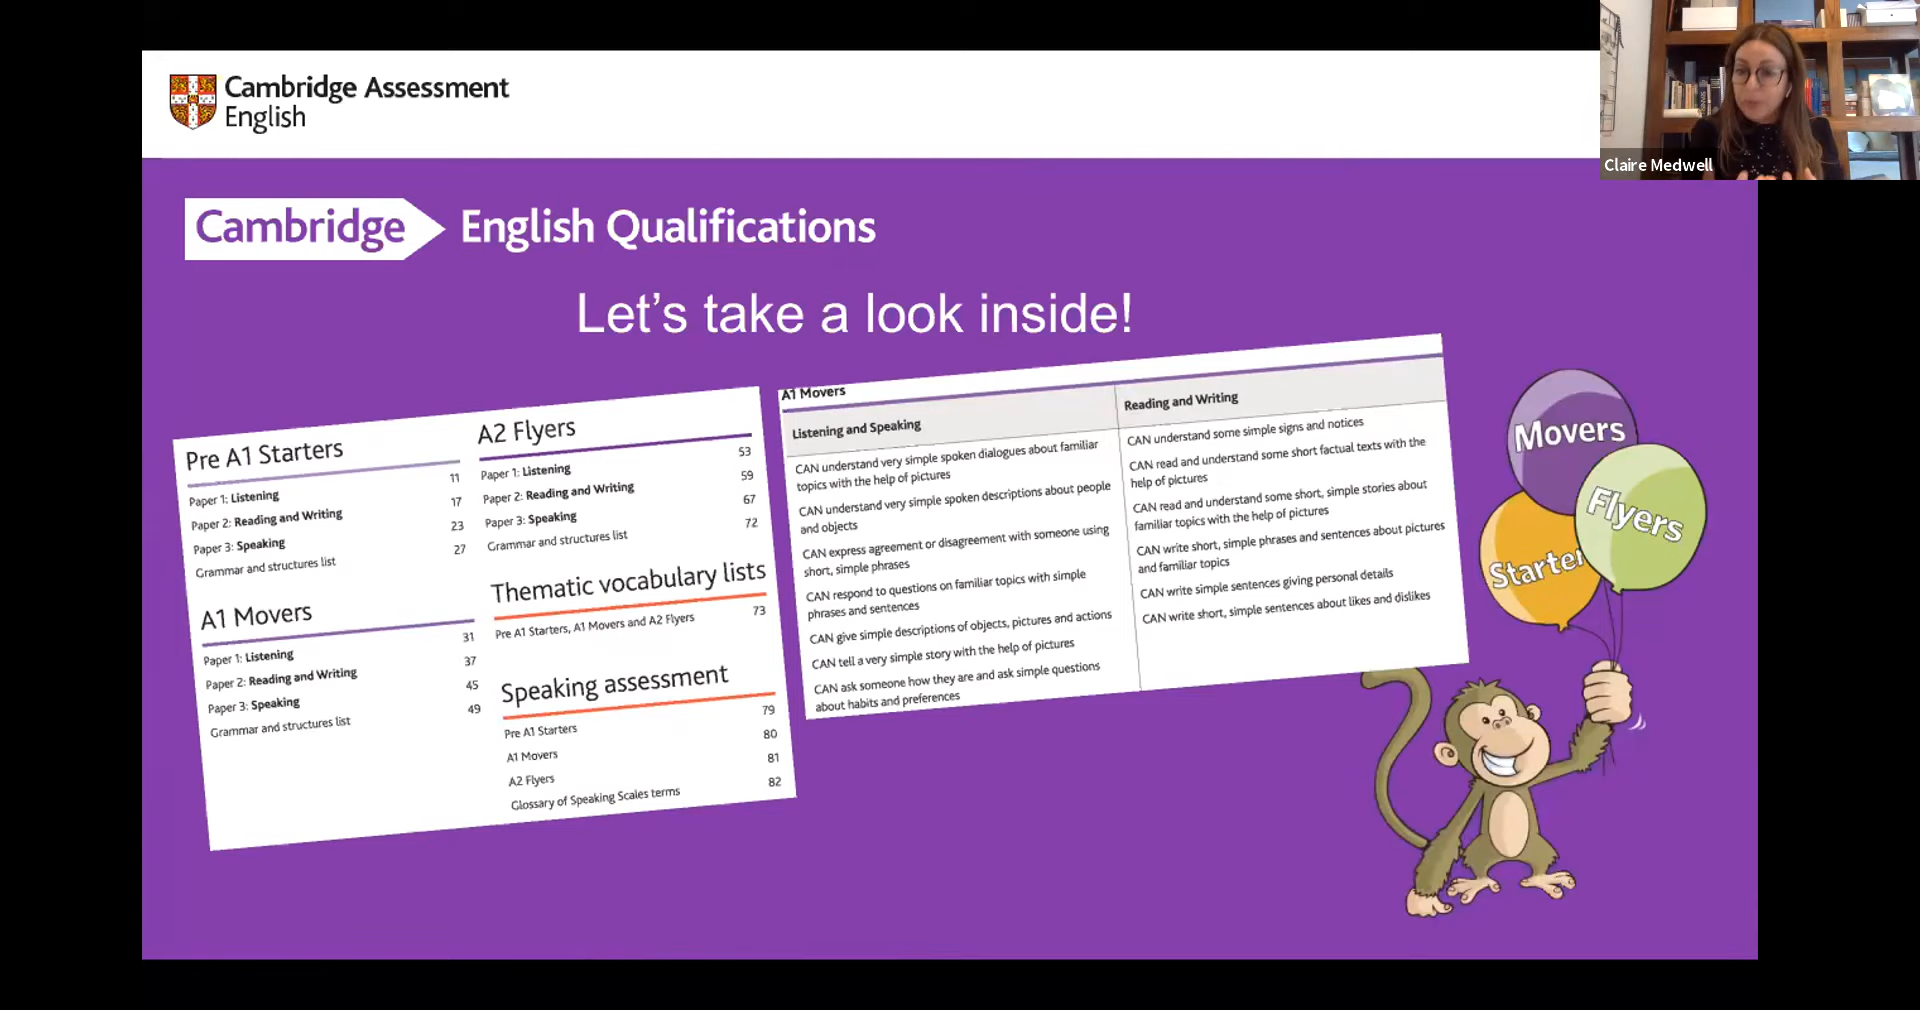 Cambridge Assessment
English
Claire Medwell
Cambridge English Qualifications
Let's take a look inside!
Pre A1 Starters
Paper 1: Listening 11
Paper 2: Reading and Writing 17
Paper 3: Speaking 23
Grammar and structures list 27
A1 Movers
Paper 1: Listening 31
Paper 2: Reading and Writing 37
Paper 3: Speaking 45
Grammar and structures list 49
A2 Flyers
Paper 1: Listening 53
Paper 2: Reading and Writing 59
Paper 3: Speaking 67
Grammar and structures list 72
Thematic vocabulary lists
Pre A1 Starters, A1 Movers and A2 Flyers 73
Speaking assessment
Pre A1 Starters 79
A1 Movers 80
A2 Flyers 81
Glossary of Speaking Scales terms 82
A1 Movers
Listening and Speaking
CAN understand very simple spoken dialogues about familiar
topics with the help of pictures
CAN understand very simple spoken descriptions about people
and objects
CAN express agreement or disagreement with someone using
short, simple phrases
CAN respond to questions on familiar topics with simple
phrases and sentences
CAN give simple descriptions of objects, pictures and actions
CAN tell a very simple story with the help of pictures
CAN ask someone how they are and ask simple questions
about habits and preferences
Reading and Writing
CAN understand some simple signs and notices
CAN read and understand some short factual texts with the
help of pictures
CAN read and understand some short, simple stories about
familiar topics with the help of pictures
CAN write short, simple phrases and sentences about pictures
and familiar topics
CAN write simple sentences giving personal details
CAN write short, simple sentences about likes and dislikes
Movers
Flyers
Starter